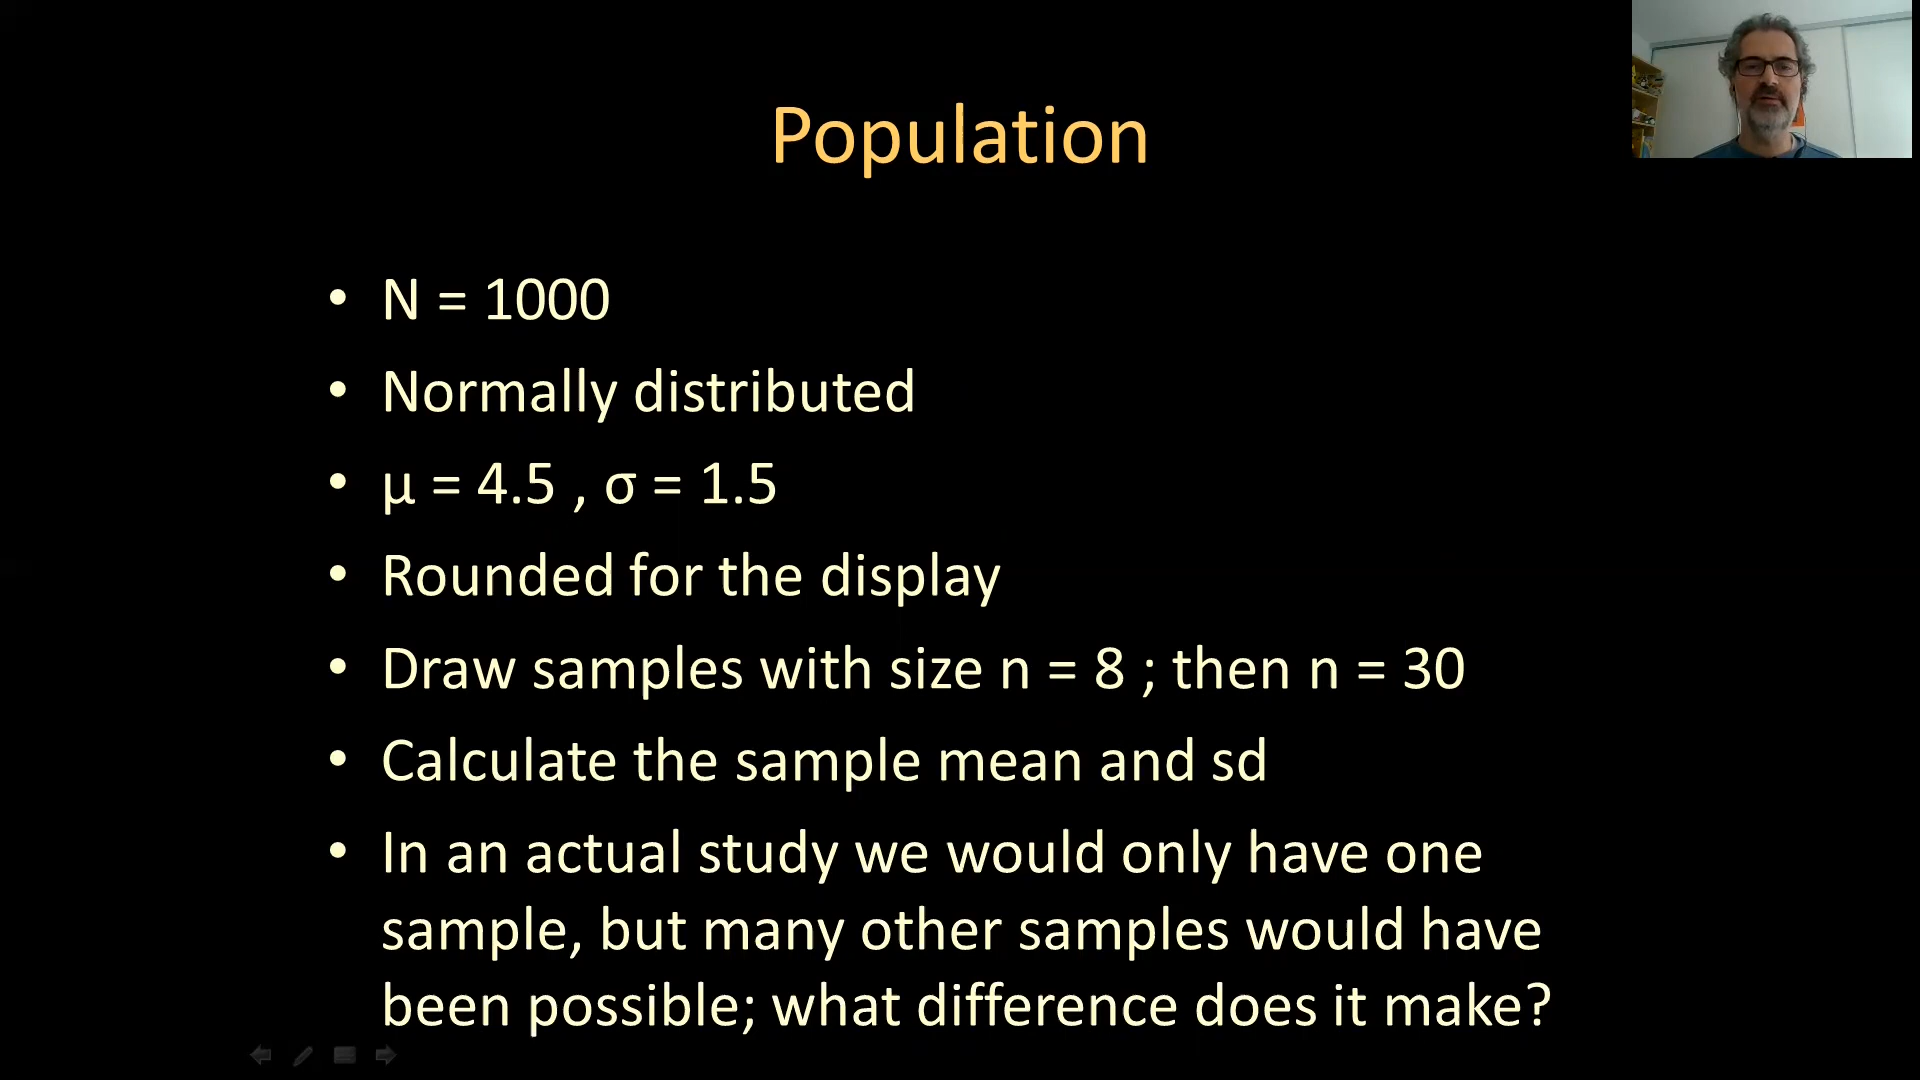 Population
• N = 1000
• Normally distributed
• μ = 4.5 , σ = 1.5
• Rounded for the display
• Draw samples with size n = 8 ; then n = 30
• Calculate the sample mean and sd
• In an actual study we would only have one
sample, but many other samples would have
been possible; what difference does it make?